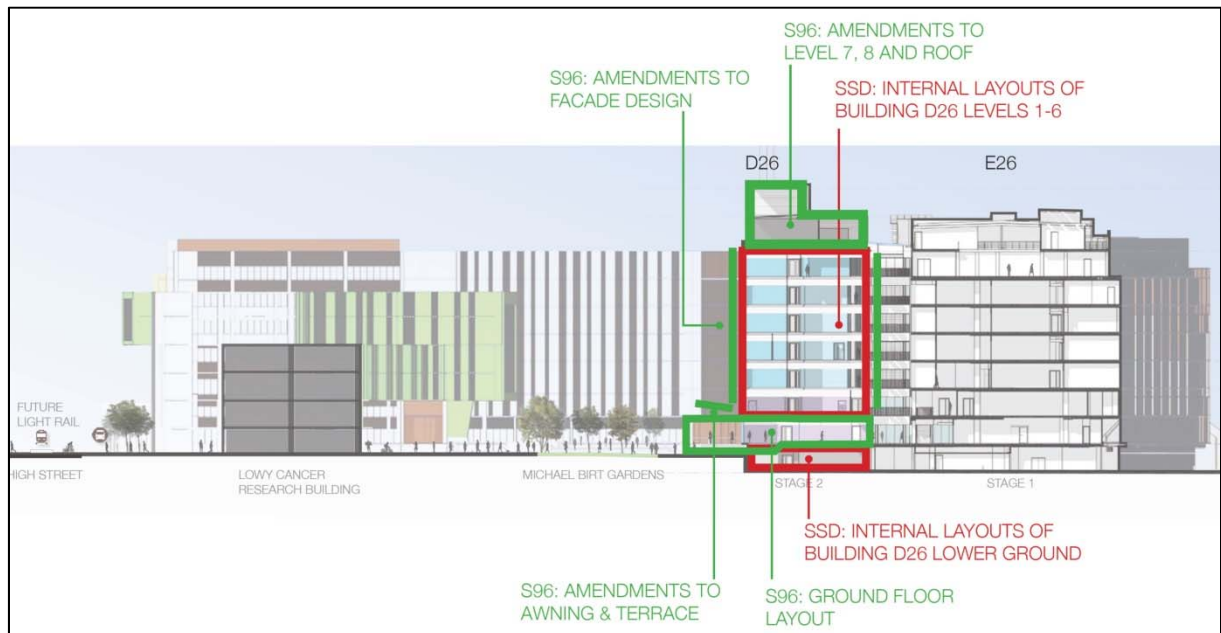 S96: AMENDMENTS TO
LEVEL 7, 8 AND ROOF
S96: AMENDMENTS TO
FACADE DESIGN
SSD: INTERNAL LAYOUTS OF
BUILDING D26 LEVELS 1-6
D26
E26
FUTURE
LIGHT RAIL
HIGH STREET
LOWY CANCER
RESEARCH BUILDING
MICHAEL BIRT GARDENS
STAGE 2
STAGE 1
SSD: INTERNAL LAYOUTS OF
BUILDING D26 LOWER GROUND
S96: AMENDMENTS TO
AWNING & TERRACE
S96: GROUND FLOOR
LAYOUT